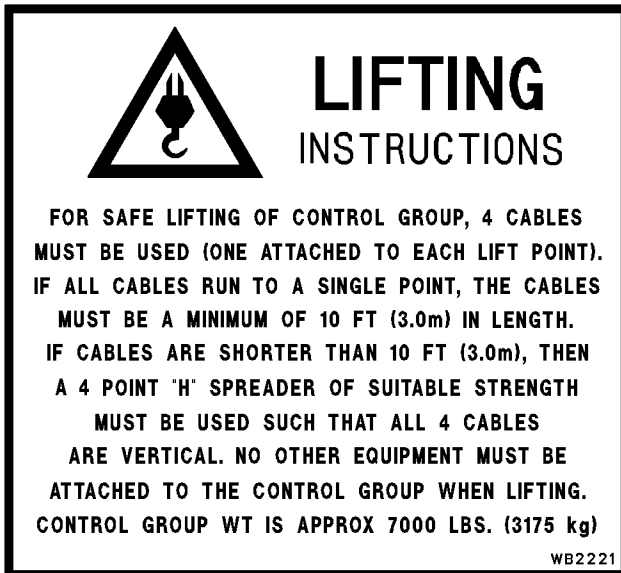 LIFTING
INSTRUCTIONS
FOR SAFE LIFTING OF CONTROL GROUP, 4 CABLES
MUST BE USED (ONE ATTACHED TO EACH LIFT POINT).
IF ALL CABLES RUN TO A SINGLE POINT, THE CABLES
MUST BE A MINIMUM OF 10 FT (3.0m) IN LENGTH.
IF CABLES ARE SHORTER THAN 10 FT (3.0m), THEN
A 4 POINT "H" SPREADER OF SUITABLE STRENGTH
MUST BE USED SUCH THAT ALL 4 CABLES
ARE VERTICAL. NO OTHER EQUIPMENT MUST BE
ATTACHED TO THE CONTROL GROUP WHEN LIFTING.
CONTROL GROUP WT IS APPROX 7000 LBS. (3175 kg)
WB2221